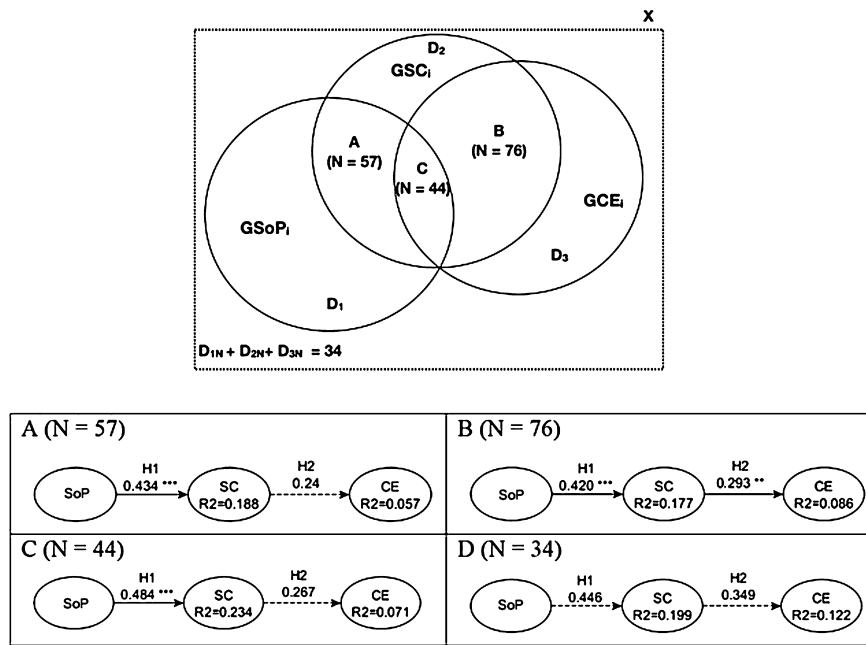 X
D₂
GSCᵢ
A
(N = 57)
B
(N = 76)
C
(N = 44)
GCEᵢ
GSoPᵢ
D₃
D₁
D₁N + D₂N+ D₃N = 34
A (N = 57)
SoP
H1
0.434 ***
SC
R2=0.188
H2
0.24
CE
R2=0.057
B (N = 76)
SoP
H1
0.420 ***
SC
R2=0.177
H2
0.293 **
CE
R2=0.086
C (N = 44)
SoP
H1
0.484 ***
SC
R2=0.234
H2
0.267
CE
R2=0.071
D (N = 34)
SoP
H1
0.446
SC
R2=0.199
H2
0.349
CE
R2=0.122